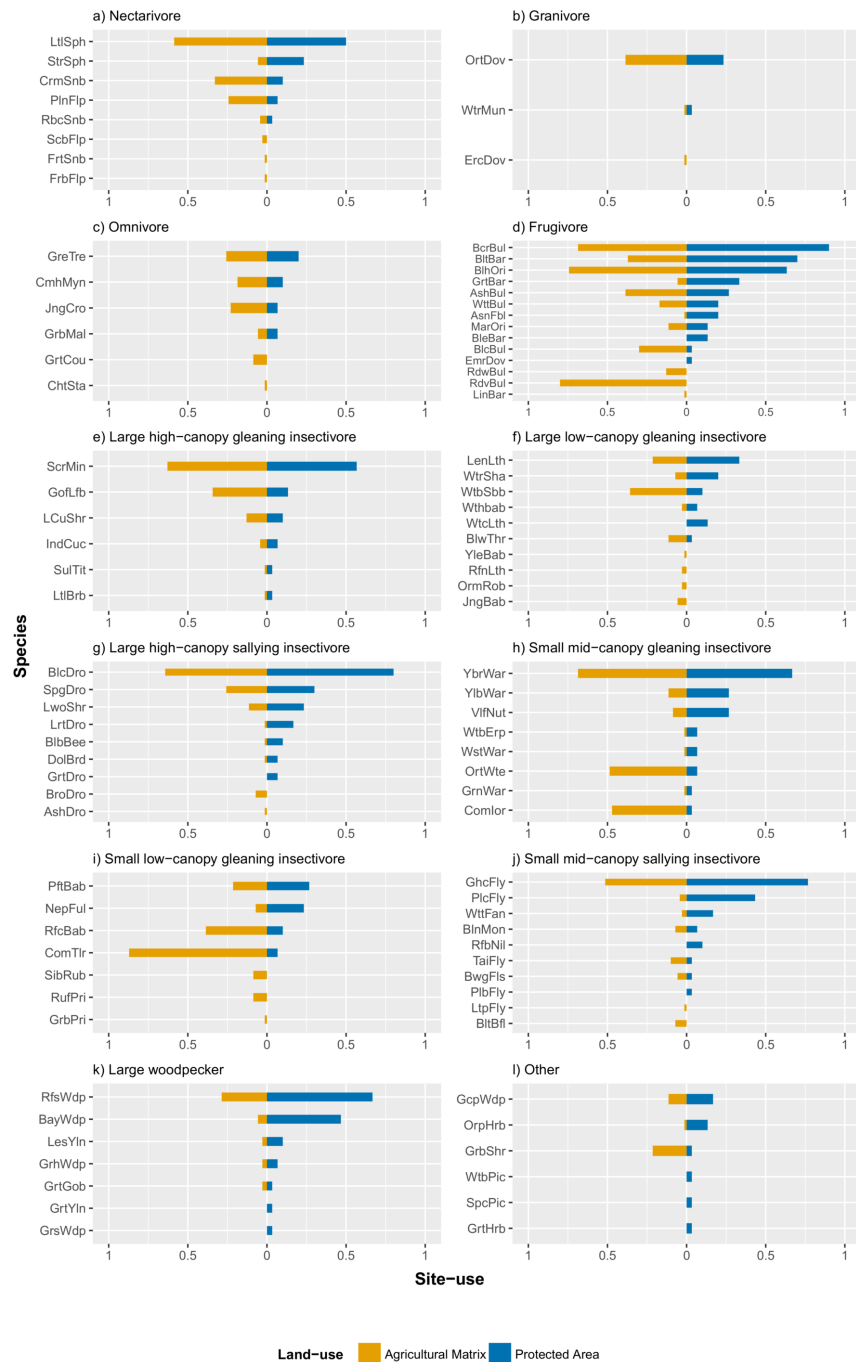 a) Nectarivore
LtlSph
StrSph
CrmSnb
PlnFlp
RbcSnb
ScbFlp
FrtSnb
FrbFlp
1 0.5 0 0.5 1
b) Granivore
OrtDov
WtrMun
ErcDov
1 0.5 0 0.5 1
c) Omnivore
GreTre
CmhMyn
JngCro
GrbMal
GrtCou
ChtSta
1 0.5 0 0.5 1
d) Frugivore
BcrBul
BltBar
BlhOri
GrtBar
AshBul
WttBul
AsnFbl
MarOri
BleBar
BlcBul
EmrDov
RdwBul
RdvBul
LinBar
1 0.5 0 0.5 1
e) Large high−canopy gleaning insectivore
ScrMin
GofLfb
LCuShr
IndCuc
SulTit
LtlBrb
1 0.5 0 0.5 1
f) Large low−canopy gleaning insectivore
LenLth
WtrSha
WtbSbb
Wthbab
WtcLth
BlwThr
YleBab
RfnLth
OrmRob
JngBab
1 0.5 0 0.5 1
Species
g) Large high−canopy sallying insectivore
BlcDro
SpgDro
LwoShr
LrtDro
BlbBee
DolBrd
GrtDro
BroDro
AshDro
1 0.5 0 0.5 1
h) Small mid−canopy gleaning insectivore
YbrWar
YlbWar
VlfNut
WtbErp
WstWar
OrtWte
GrnWar
ComIor
1 0.5 0 0.5 1
i) Small low−canopy gleaning insectivore
PftBab
NepFul
RfcBab
ComTlr
SibRub
RufPri
GrbPri
1 0.5 0 0.5 1
j) Small mid−canopy sallying insectivore
GhcFly
PlcFly
WttFan
BlnMon
RfbNil
TaiFly
BwgFls
PlbFly
LtpFly
BltBfl
1 0.5 0 0.5 1
k) Large woodpecker
RfsWdp
BayWdp
LesYln
GrhWdp
GrtGob
GrtYln
GrsWdp
1 0.5 0 0.5 1
l) Other
GcpWdp
OrpHrb
GrbShr
WtbPic
SpcPic
GrtHrb
1 0.5 0 0.5 1
Site−use
Land−use Agricultural Matrix Protected Area